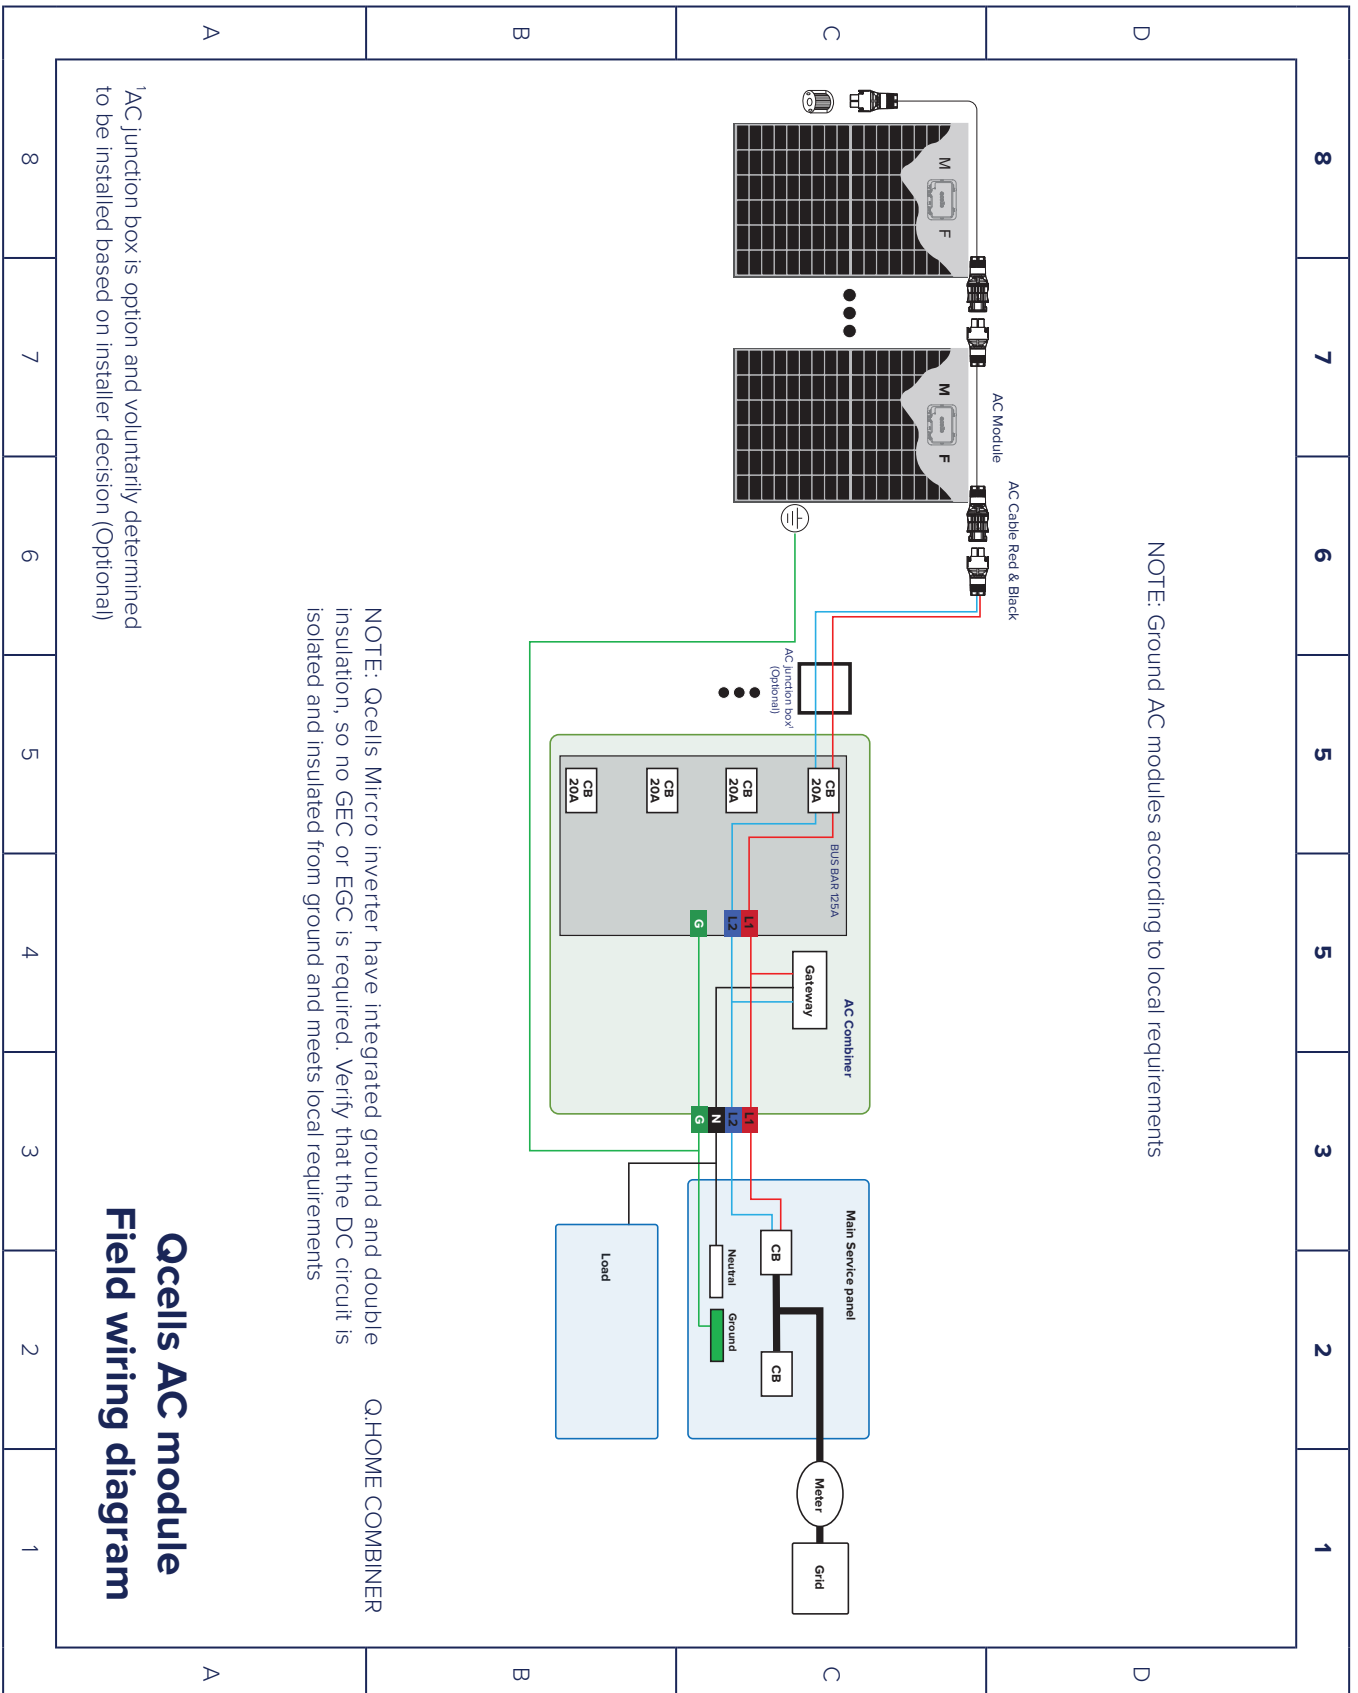 8
7
6
5
5
3
2
1
D
D
NOTE: Ground AC modules according to local requirements
AC Cable Red & Black
AC Module
C
C
M
F
M
F
AC junction box¹
(Optional)
CB
20A
CB
20A
CB
20A
CB
20A
BUS BAR 125A
L1
L2
G
AC Combiner
Gateway
L1
L2
N
G
Main Service panel
CB
CB
Neutral
Ground
Load
Meter
Grid
B
B
NOTE: Qcells Mircro inverter have integrated ground and double
insulation, so no GEC or EGC is required. Verify that the DC circuit is
isolated and insulated from ground and meets local requirements
Q.HOME COMBINER
A
A
¹AC junction box is option and voluntarily determined
to be installed based on installer decision (Optional)
Qcells AC module
Field wiring diagram
8
7
6
5
4
3
2
1